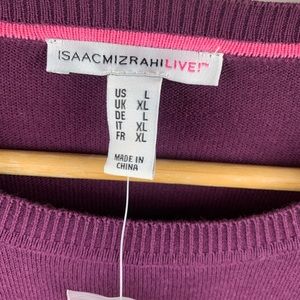 ISAACMIZRAHILIVE!™
US L
UK XL
DE L
IT XL
FR XL
MADE IN
CHINA